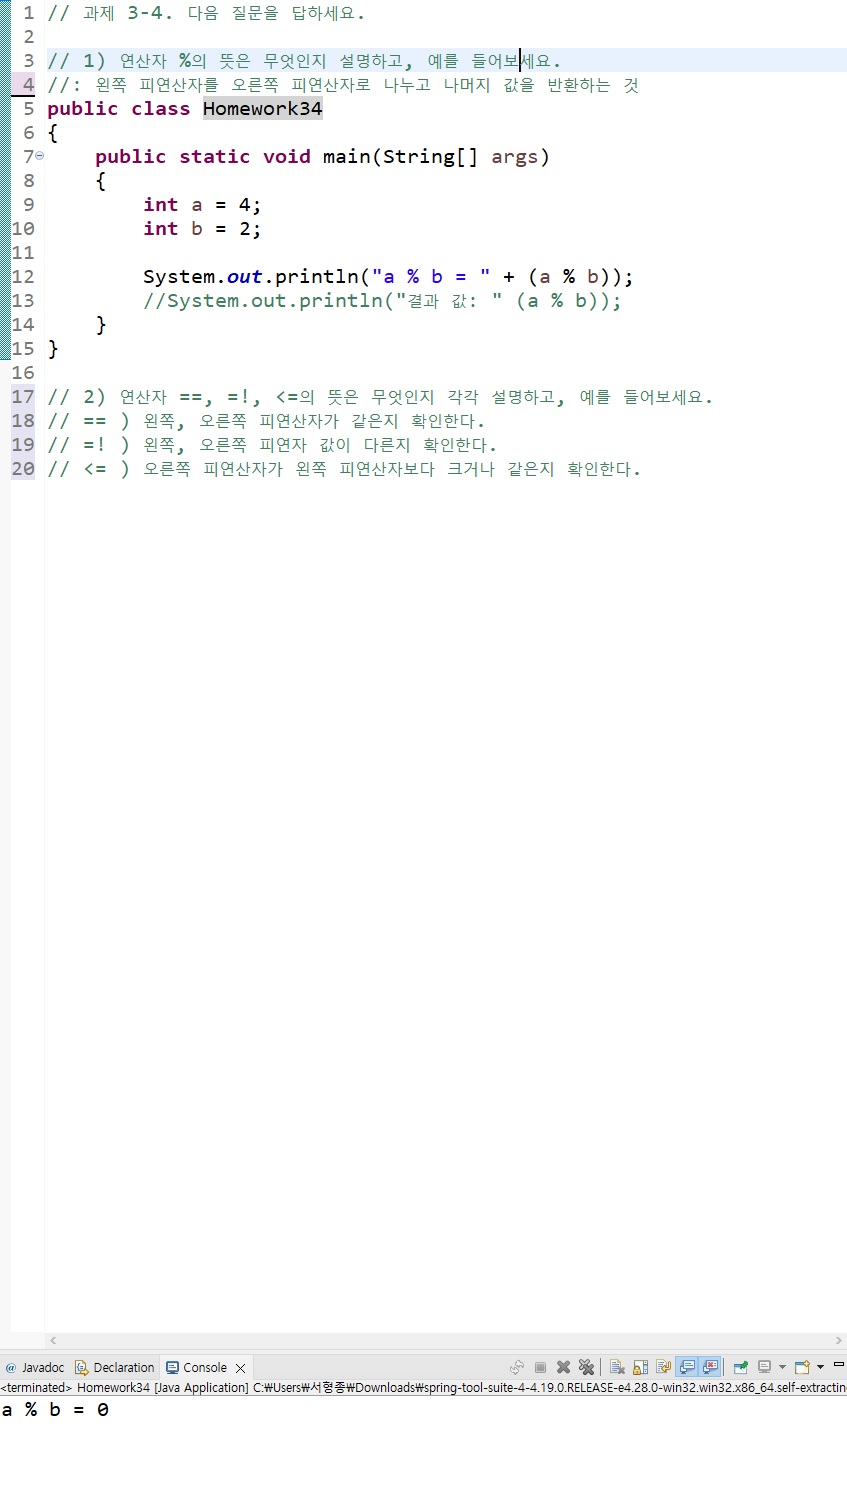 1 // 과제 3-4. 다음 질문을 답하세요.
2
3 // 1) 연산자 %의 뜻은 무엇인지 설명하고, 예를 들어보세요.
4 //: 왼쪽 피연산자를 오른쪽 피연산자로 나누고 나머지 값을 반환하는 것
5 public class Homework34
6 {
7 public static void main(String[] args)
8 {
9 int a = 4;
10 int b = 2;
11
12 System.out.println("a % b = " + (a % b));
13 //System.out.println("결과 값: " (a % b));
14 }
15 }
16
17 // 2) 연산자 ==, =!, <=의 뜻은 무엇인지 각각 설명하고, 예를 들어보세요.
18 // == ) 왼쪽, 오른쪽 피연산자가 같은지 확인한다.
19 // =! ) 왼쪽, 오른쪽 피연자 값이 다른지 확인한다.
20 // <= ) 오른쪽 피연산자가 왼쪽 피연산자보다 크거나 같은지 확인한다.
@ Javadoc Declaration Console
<terminated> Homework34 [Java Application] C:₩Users₩서형종₩Downloads₩spring-tool-suite-4-4.19.0.RELEASE-e4.28.0-win32.win32.x86_64.self-extractin
a % b = 0